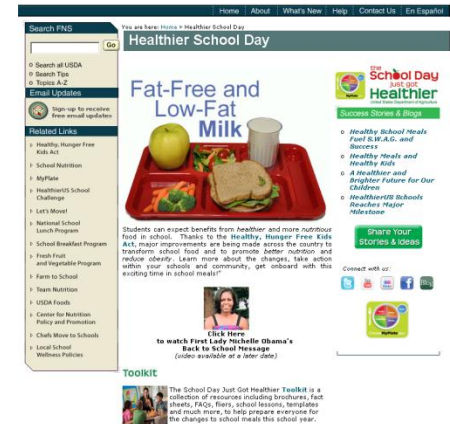 Home | About | What's New | Help | Contact Us | En Español
Search FNS
Go
Search all USDA
Search Tips
Topics A-Z
Email Updates
Sign-up to receive
free email updates
Related Links
Healthy, Hunger Free
Kids Act
School Nutrition
MyPlate
HealthierUS School
Challenge
Let's Move!
National School
Lunch Program
School Breakfast Program
Fresh Fruit
and Vegetable Program
Farm to School
Team Nutrition
USDA Foods
Center for Nutrition
Policy and Promotion
Chefs Move to Schools
Local School
Wellness Policies
You are here: Home > Healthier School Day
Healthier School Day
Fat-Free and
Low-Fat
Milk
Students can expect benefits from healthier and more nutritious
food in school. Thanks to the Healthy, Hunger Free Kids
Act, major improvements are being made across the country to
transform school food and to promote better nutrition and
reduce obesity. Learn more about the changes, take action
within your schools and community, get onboard with this
exciting time in school meals!"
Click Here
to watch First Lady Michelle Obama's
Back to School Message
(video available at a later date)
Toolkit
The School Day Just Got Healthier Toolkit is a
collection of resources including brochures, fact
sheets, FAQs, fliers, school lessons, templates
and much more, to help prepare everyone for
the changes to school meals this school year.
the
School Day
just got
Healthier
United States Department of Agriculture
Success Stories & Blogs
Healthy School Meals
Fuel S.W.A.G. and
Success
Healthy Meals and
Healthy Kids
A Healthier and
Brighter Future for Our
Children
HealthierUS Schools
Reaches Major
Milestone
Share Your
Stories & Ideas
Connect with us:
MyPlate